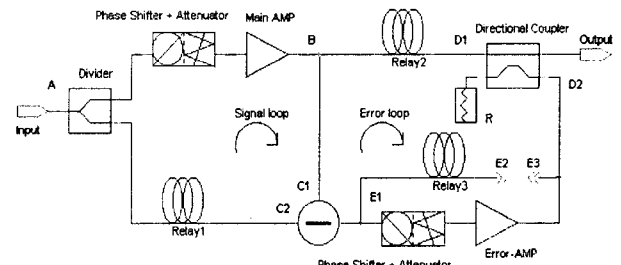 Phase Shifter + Attenuator
Main AMP
Directional Coupler
B
D1
Output
A
Divider
Relay2
D2
Input
Signal loop
Error loop
R
E2
E3
C1
Relay3
C2
E1
Relay1
Error-AMP
Phase Shifter + Attenuator